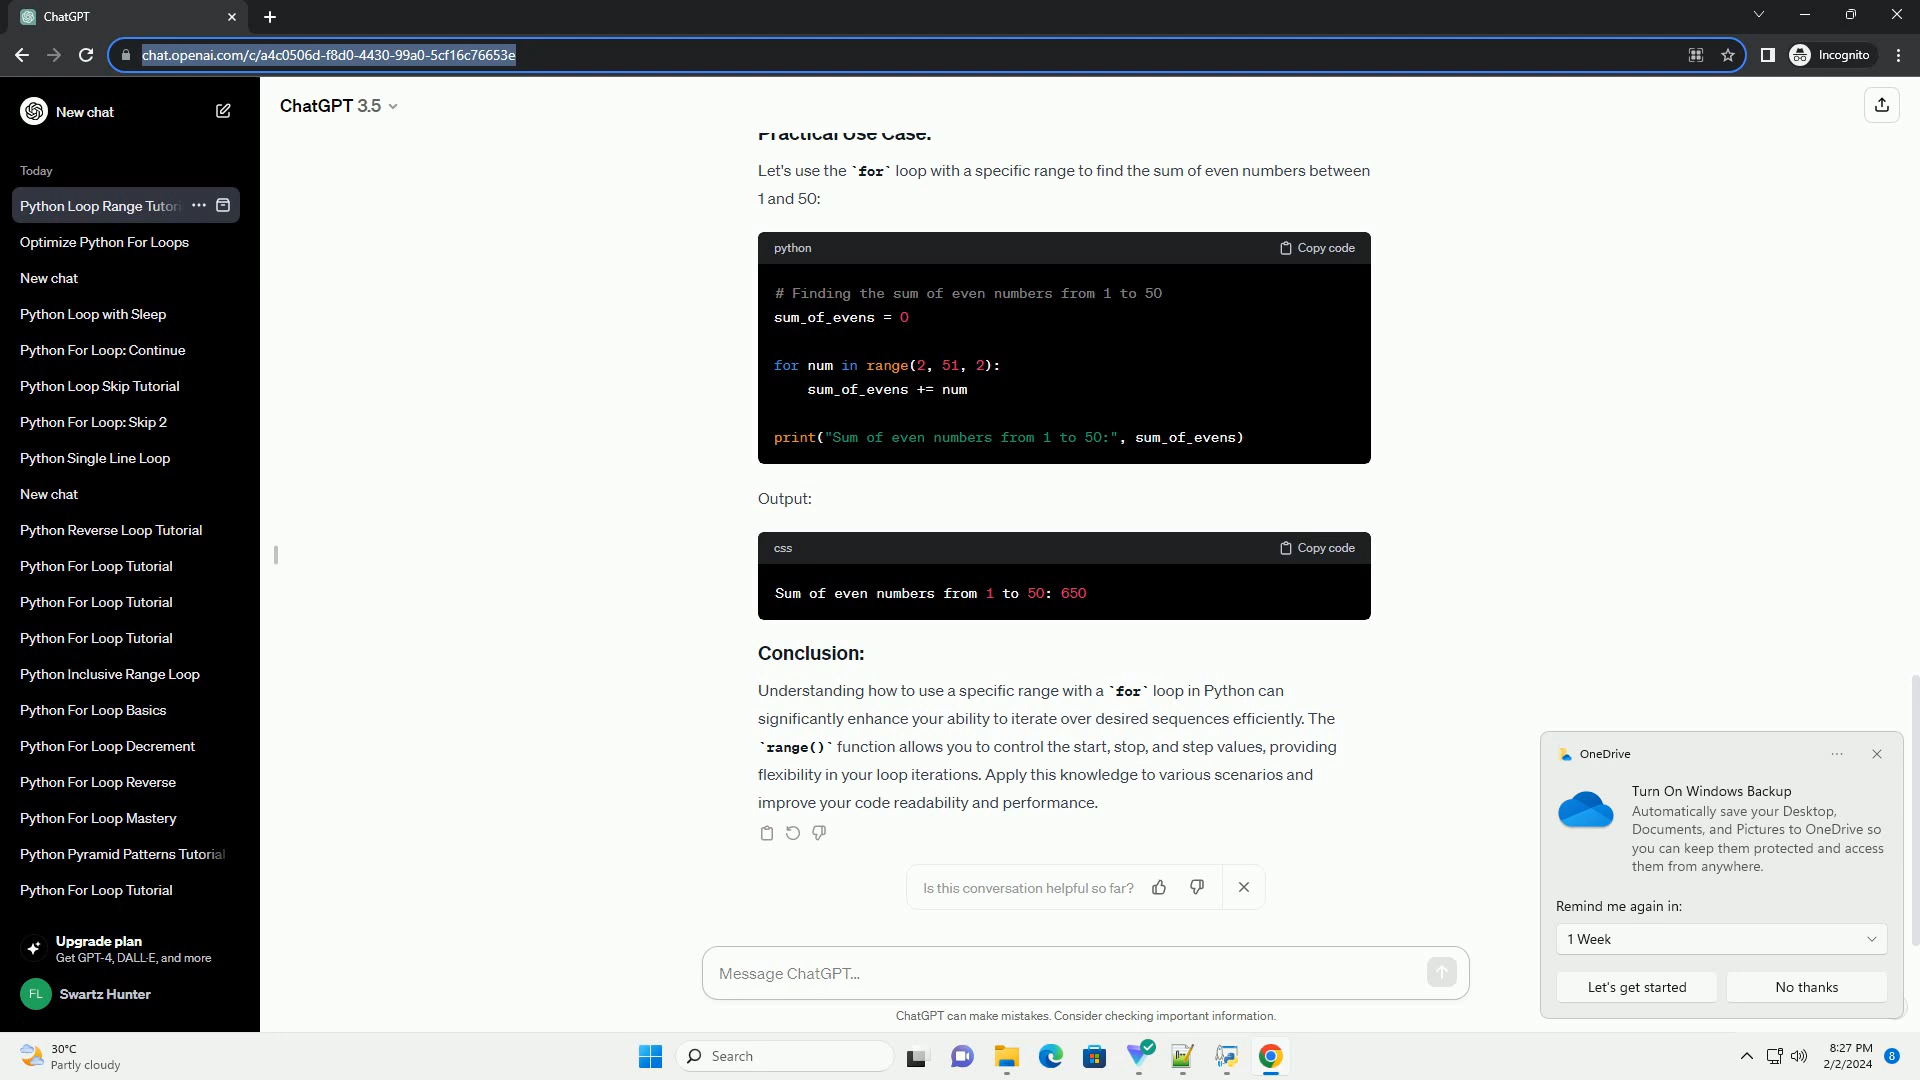 ChatGPT
chat.openai.com/c/a4c0506d-f8d0-4430-99a0-5cf16c76653e
Incognito
New chat
Today
Python Loop Range Tutori
Optimize Python For Loops
New chat
Python Loop with Sleep
Python For Loop: Continue
Python Loop Skip Tutorial
Python For Loop: Skip 2
Python Single Line Loop
New chat
Python Reverse Loop Tutorial
Python For Loop Tutorial
Python For Loop Tutorial
Python For Loop Tutorial
Python Inclusive Range Loop
Python For Loop Basics
Python For Loop Decrement
Python For Loop Reverse
Python For Loop Mastery
Python Pyramid Patterns Tutorial
Python For Loop Tutorial
Upgrade plan
Get GPT-4, DALL·E, and more
FL
Swartz Hunter
ChatGPT 3.5
Practical Use Case:
Let's use the `for` loop with a specific range to find the sum of even numbers between
1 and 50:
python
Copy code
# Finding the sum of even numbers from 1 to 50
sum_of_evens = 0
for num in range(2, 51, 2):
    sum_of_evens += num
print("Sum of even numbers from 1 to 50:", sum_of_evens)
Output:
css
Copy code
Sum of even numbers from 1 to 50: 650
Conclusion:
Understanding how to use a specific range with a `for` loop in Python can
significantly enhance your ability to iterate over desired sequences efficiently. The
`range()` function allows you to control the start, stop, and step values, providing
flexibility in your loop iterations. Apply this knowledge to various scenarios and
improve your code readability and performance.
Is this conversation helpful so far?
Message ChatGPT...
ChatGPT can make mistakes. Consider checking important information.
OneDrive
Turn On Windows Backup
Automatically save your Desktop,
Documents, and Pictures to OneDrive so
you can keep them protected and access
them from anywhere.
Remind me again in:
1 Week
Let's get started
No thanks
30°C
Partly cloudy
Search
8:27 PM
2/2/2024
8